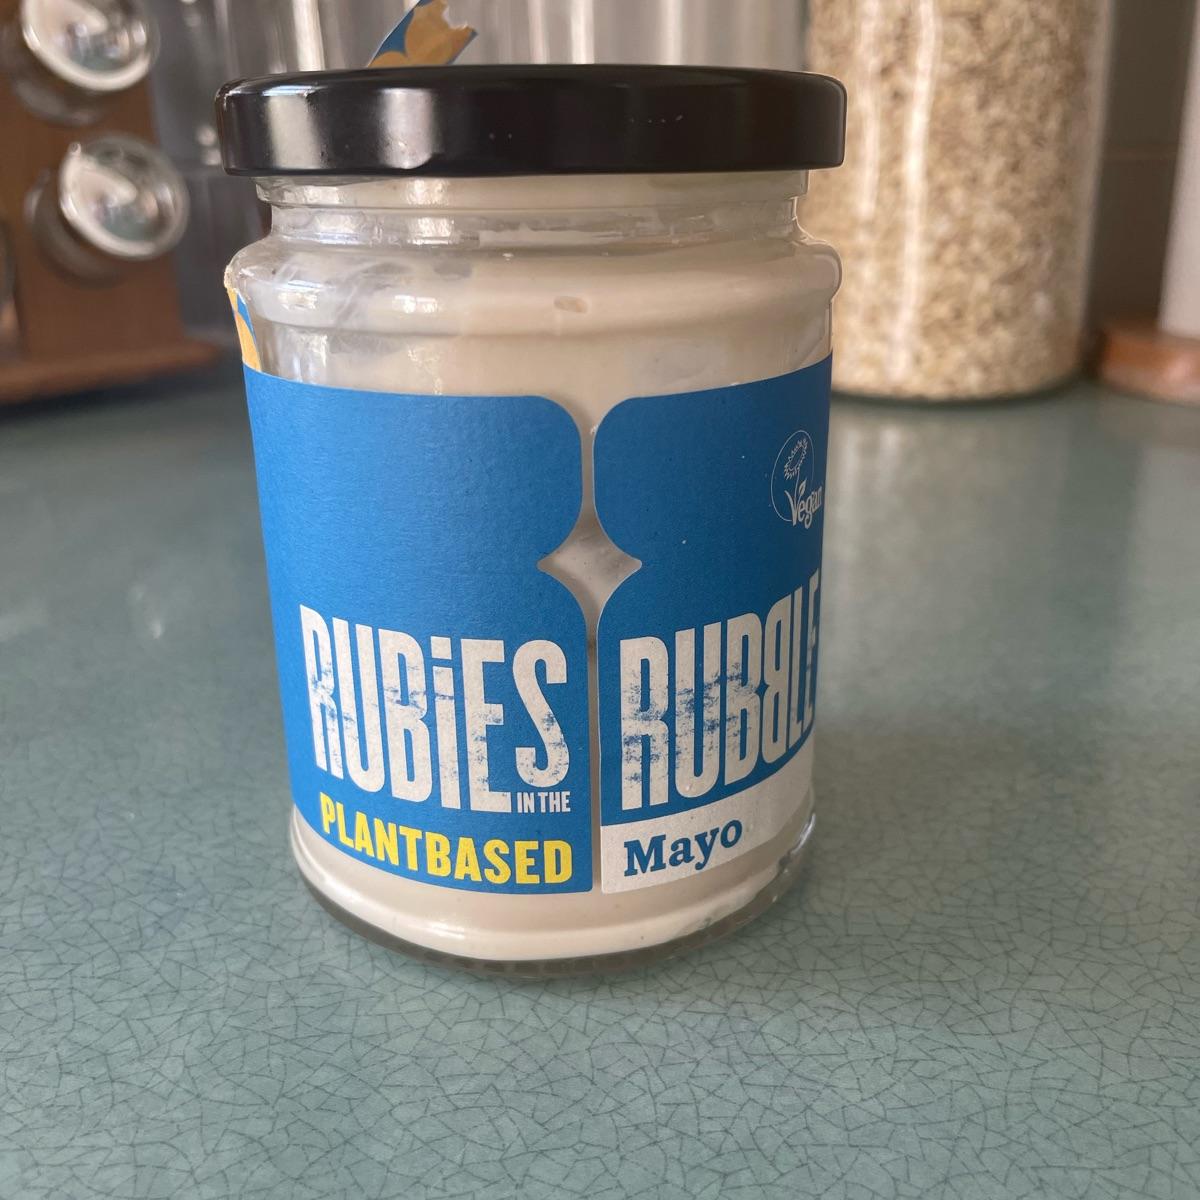 Vegan
RUBiES
IN THE
RUBBLE
PLANTBASED
Mayo